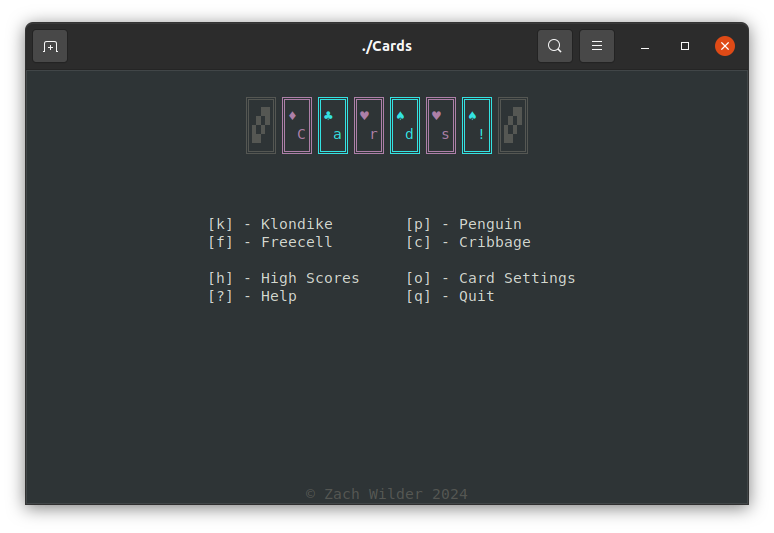 ./Cards
♦ ♣ ♥ ♠ ♥ ♠
C a r d s !
[k] - Klondike [p] - Penguin
[f] - Freecell [c] - Cribbage
[h] - High Scores [o] - Card Settings
[?] - Help [q] - Quit
© Zach Wilder 2024